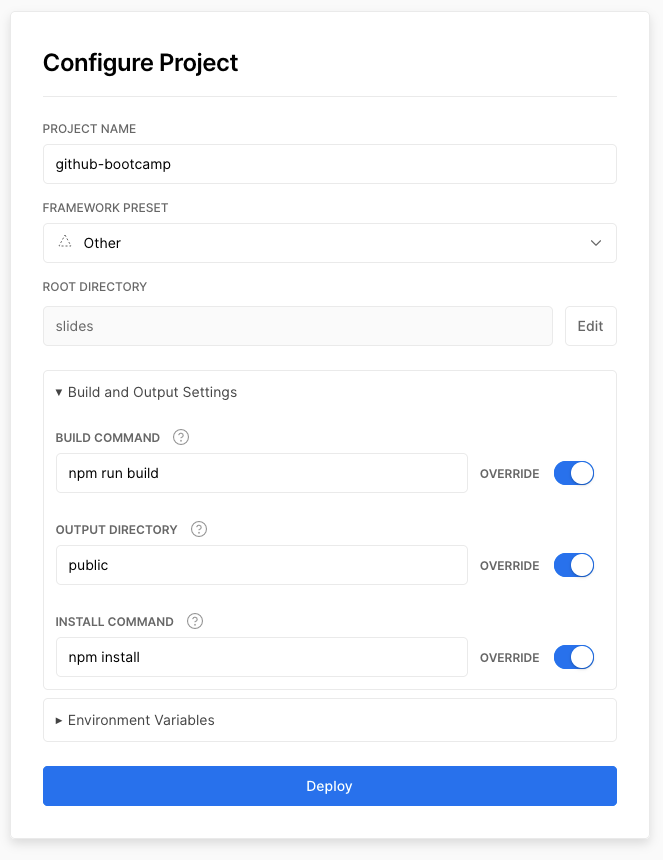 Configure Project
PROJECT NAME
github-bootcamp
FRAMEWORK PRESET
Other
ROOT DIRECTORY
slides
Edit
Build and Output Settings
BUILD COMMAND ?
npm run build
OVERRIDE
OUTPUT DIRECTORY ?
public
OVERRIDE
INSTALL COMMAND ?
npm install
OVERRIDE
Environment Variables
Deploy